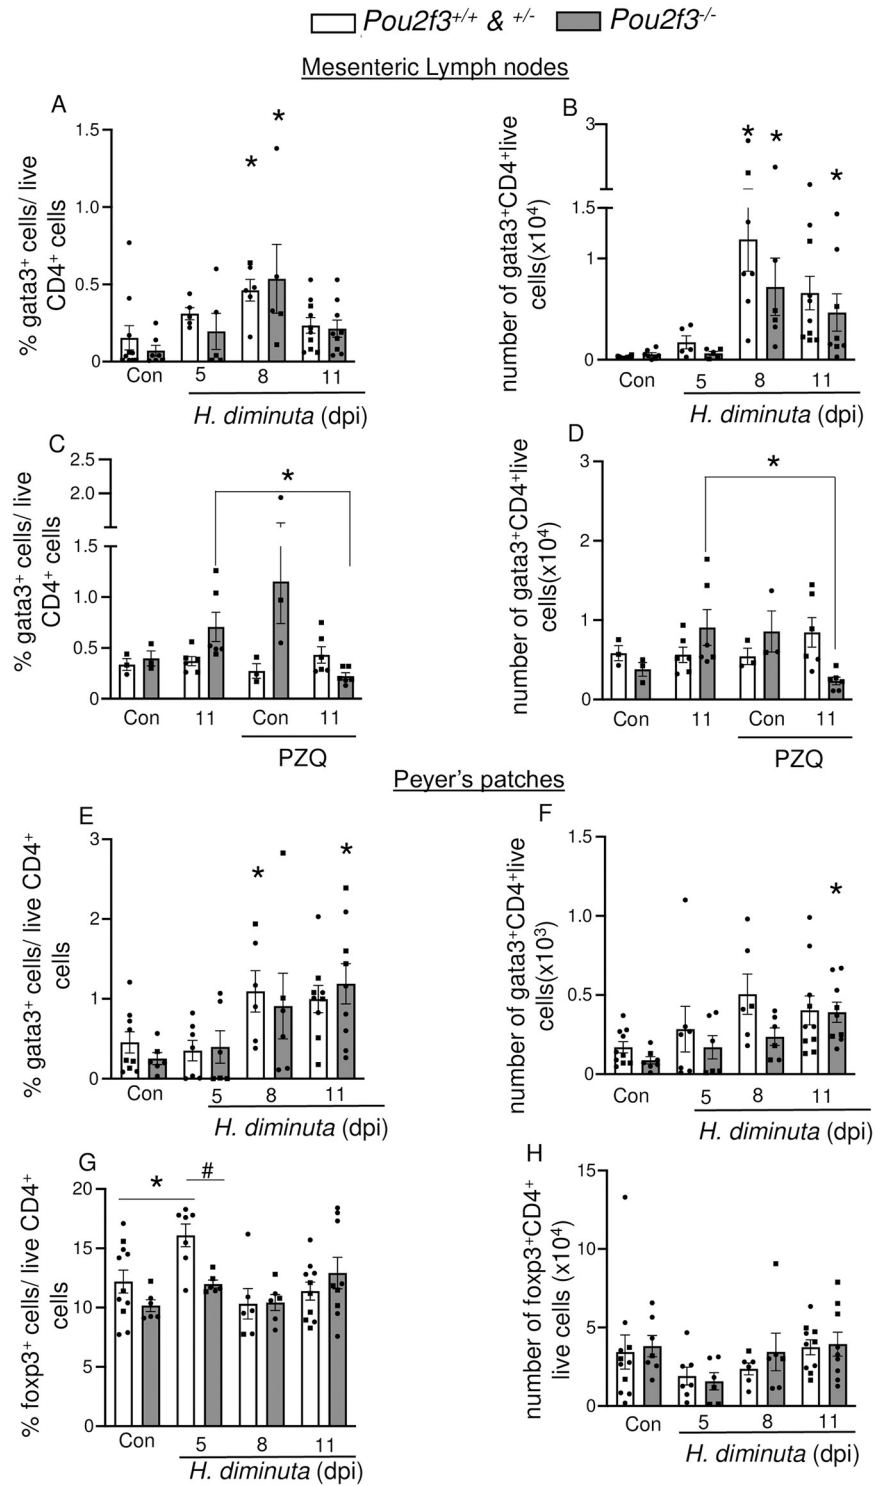 Pou2f3+/+ & +/- Pou2f3-/-
Mesenteric Lymph nodes
A
% gata3+ cells/ live
CD4+ cells
1.5
1.0
0.5
0
*
*
Con 5 8 11
H. diminuta (dpi)
B
number of gata3+CD4+live
cells(x10⁴)
3
1.5
1
0
*
*
*
Con 5 8 11
H. diminuta (dpi)
C
% gata3+ cells/ live
CD4+ cells
2.5
2.0
1.5
1.0
0.5
0
*
Con 11 Con 11
PZQ
D
number of gata3+CD4+live
cells(x10⁴)
3
2
1
0
*
Con 11 Con 11
PZQ
Peyer's patches
E
% gata3+ cells/ live CD4+
cells
3
2
1
0
*
*
Con 5 8 11
H. diminuta (dpi)
F
number of gata3+CD4+live
cells(x10³)
1.5
1.0
0.5
0
*
Con 5 8 11
H. diminuta (dpi)
G
% foxp3+ cells/ live CD4+
cells
20
15
10
5
0
*
#
Con 5 8 11
H. diminuta (dpi)
H
number of foxp3+CD4+
live cells (x10⁴)
15
10
5
0
Con 5 8 11
H. diminuta (dpi)